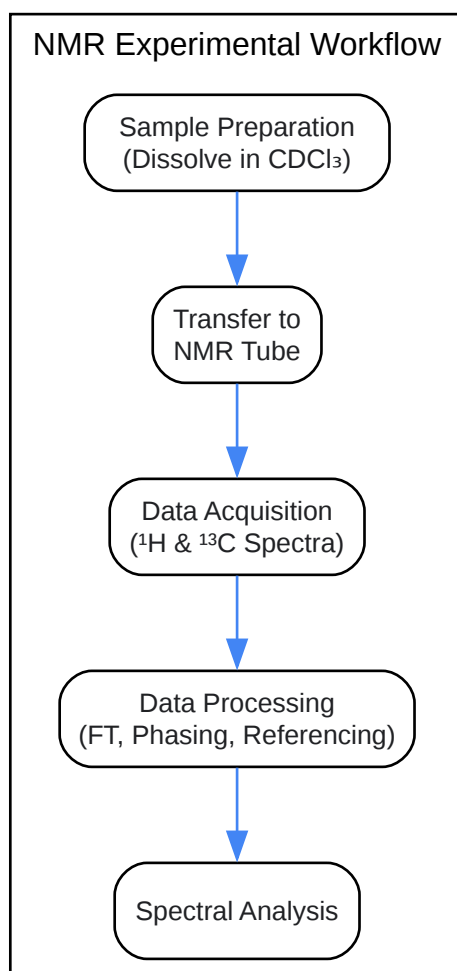 NMR Experimental Workflow
Sample Preparation
(Dissolve in CDCl₃)
Transfer to
NMR Tube
Data Acquisition
(¹H & ¹³C Spectra)
Data Processing
(FT, Phasing, Referencing)
Spectral Analysis